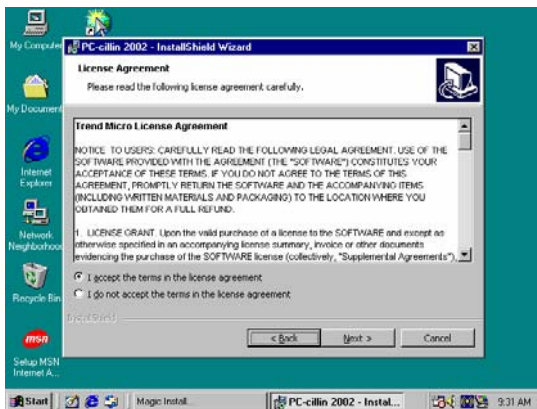 My Computer
PC-cillin 2002 - InstallShield Wizard
License Agreement
Please read the following license agreement carefully.
My Document
Trend Micro License Agreement
NOTICE TO USERS: CAREFULLY READ THE FOLLOWING LEGAL AGREEMENT. USE OF THE
SOFTWARE PROVIDED WITH THE AGREEMENT (THE "SOFTWARE") CONSTITUTES YOUR
ACCEPTANCE OF THESE TERMS. IF YOU DO NOT AGREE TO THE TERMS OF THIS
AGREEMENT, PROMPTLY RETURN THE SOFTWARE AND THE ACCOMPANYING ITEMS
(INCLUDING WRITTEN MATERIALS AND PACKAGING) TO THE LOCATION WHERE YOU
OBTAINED THEM FOR A FULL REFUND.
1. LICENSE GRANT. Upon the valid purchase of a license to the SOFTWARE and except as
otherwise specified in an accompanying license summary, invoice or other documents
evidencing the purchase of the SOFTWARE license (collectively, "Supplemental Agreements"),
Internet
Explorer
Network
Neighborhood
Recycle Bin
I accept the terms in the license agreement
I do not accept the terms in the license agreement
InstallShield
< Back
Next >
Cancel
msn
Setup MSN
Internet A...
Start
Magic Install...
PC-cillin 2002 - Instal...
9:31 AM